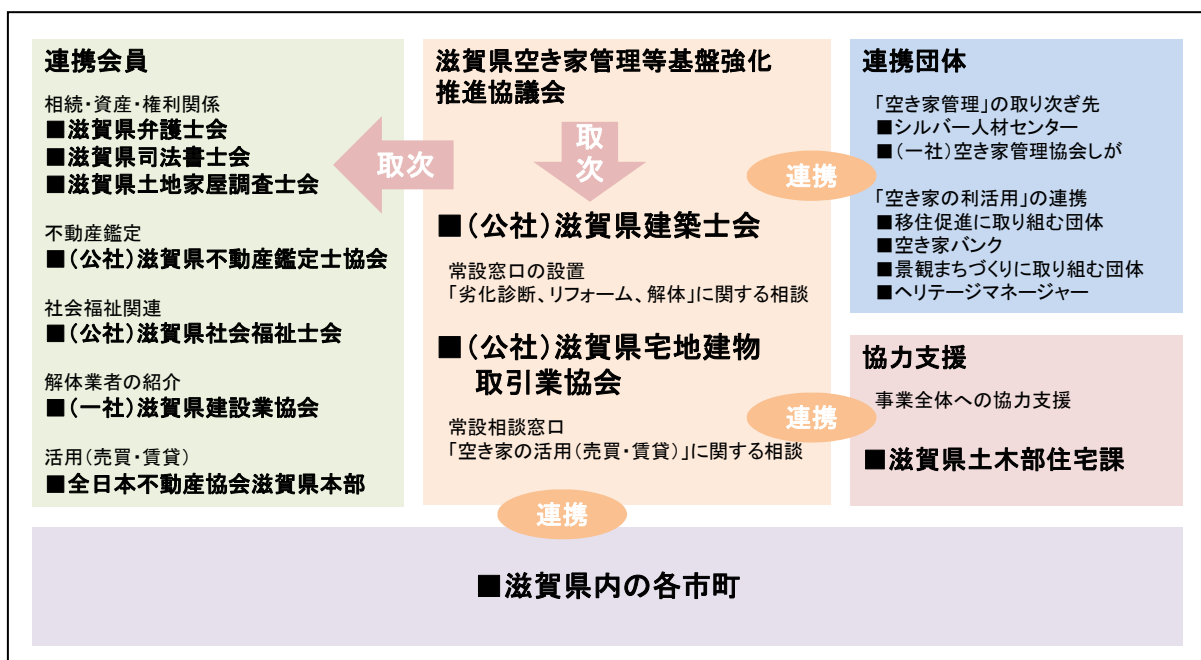 連携会員
相続・資産・権利関係
■滋賀県弁護士会
■滋賀県司法書士会
■滋賀県土地家屋調査士会
不動産鑑定
■(公社)滋賀県不動産鑑定士協会
社会福祉関連
■(公社)滋賀県社会福祉士会
解体業者の紹介
■(一社)滋賀県建設業協会
活用(売買・賃貸)
■全日本不動産協会滋賀県本部
取次
滋賀県空き家管理等基盤強化
推進協議会
取
次
■(公社)滋賀県建築士会
常設窓口の設置
「劣化診断、リフォーム、解体」に関する相談
■(公社)滋賀県宅地建物
取引業協会
常設相談窓口
「空き家の活用(売買・賃貸)」に関する相談
連携
連携
連携
連携団体
「空き家管理」の取り次ぎ先
■シルバー人材センター
■(一社)空き家管理協会しが
「空き家の利活用」の連携
■移住促進に取り組む団体
■空き家バンク
■景観まちづくりに取り組む団体
■ヘリテージマネージャー
協力支援
事業全体への協力支援
■滋賀県土木部住宅課
■滋賀県内の各市町